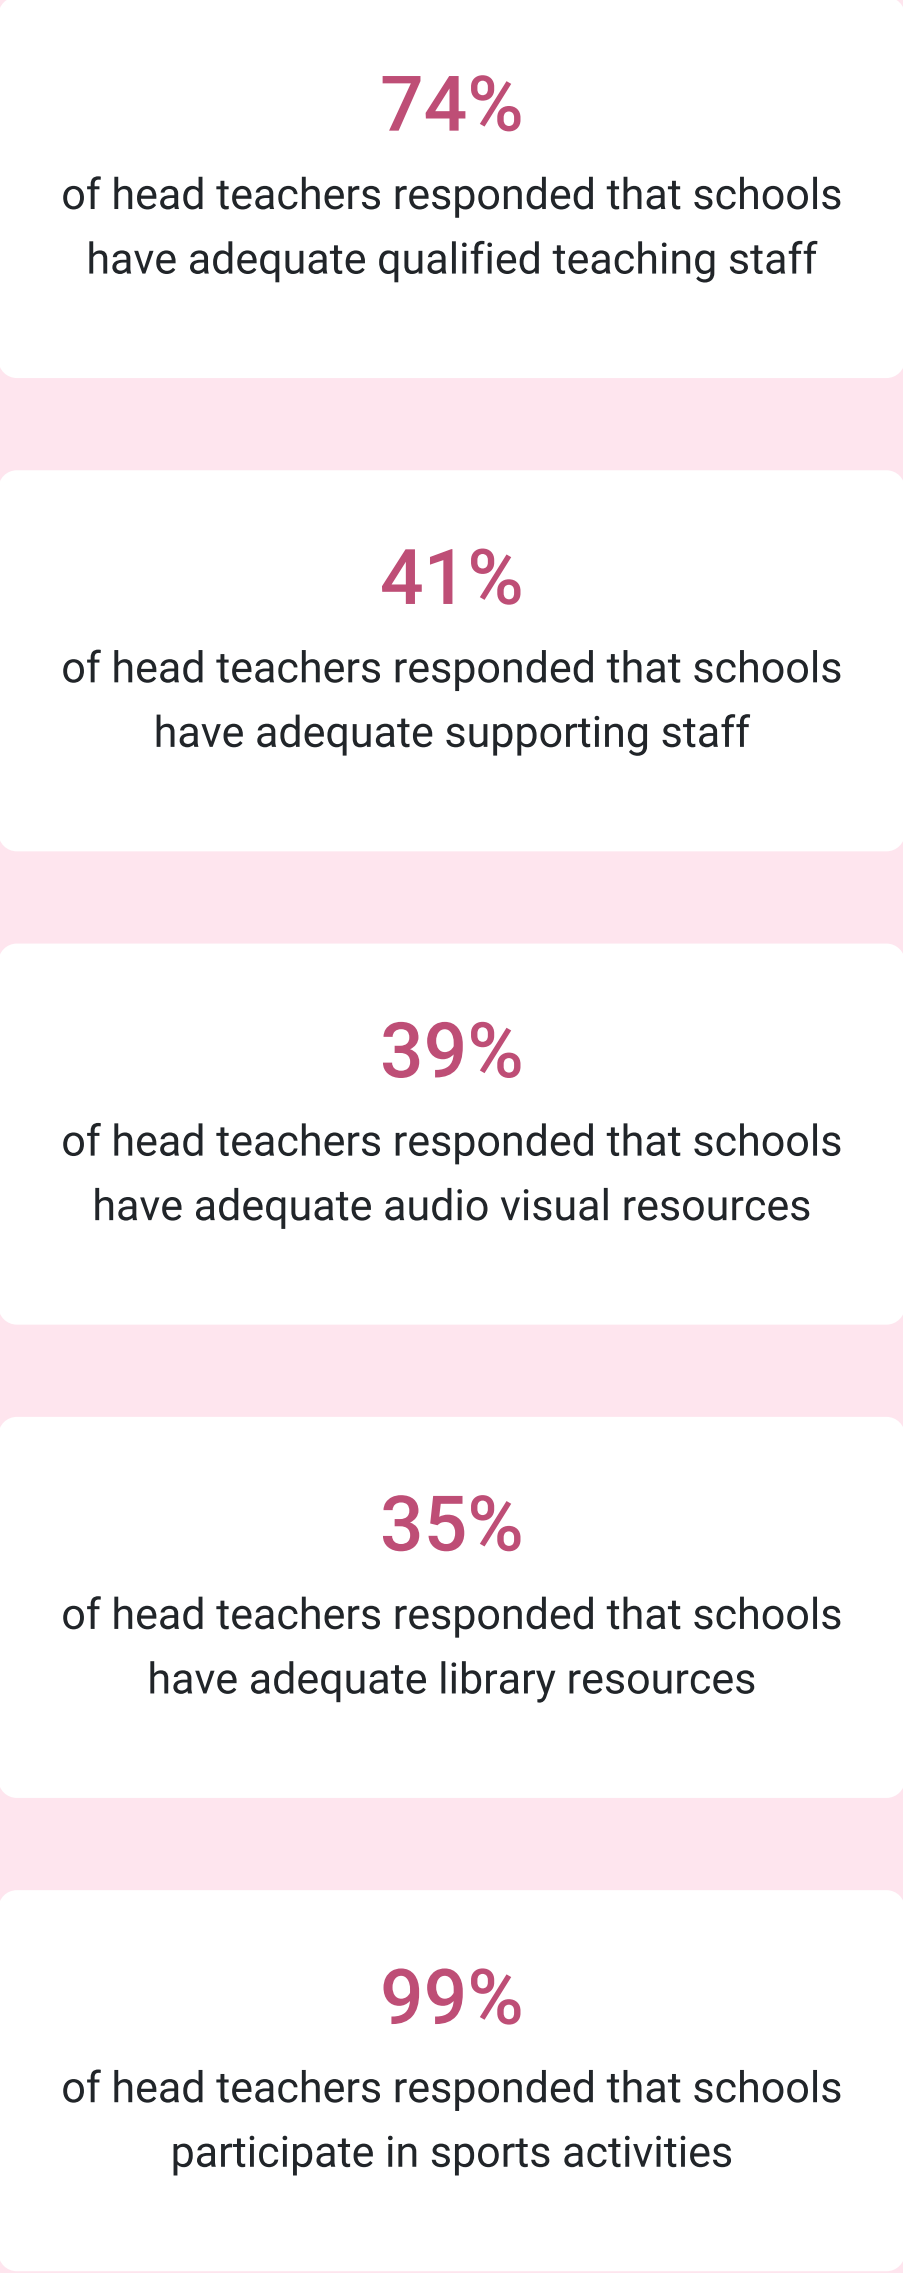 74%
of head teachers responded that schools
have adequate qualified teaching staff
41%
of head teachers responded that schools
have adequate supporting staff
39%
of head teachers responded that schools
have adequate audio visual resources
35%
of head teachers responded that schools
have adequate library resources
99%
of head teachers responded that schools
participate in sports activities